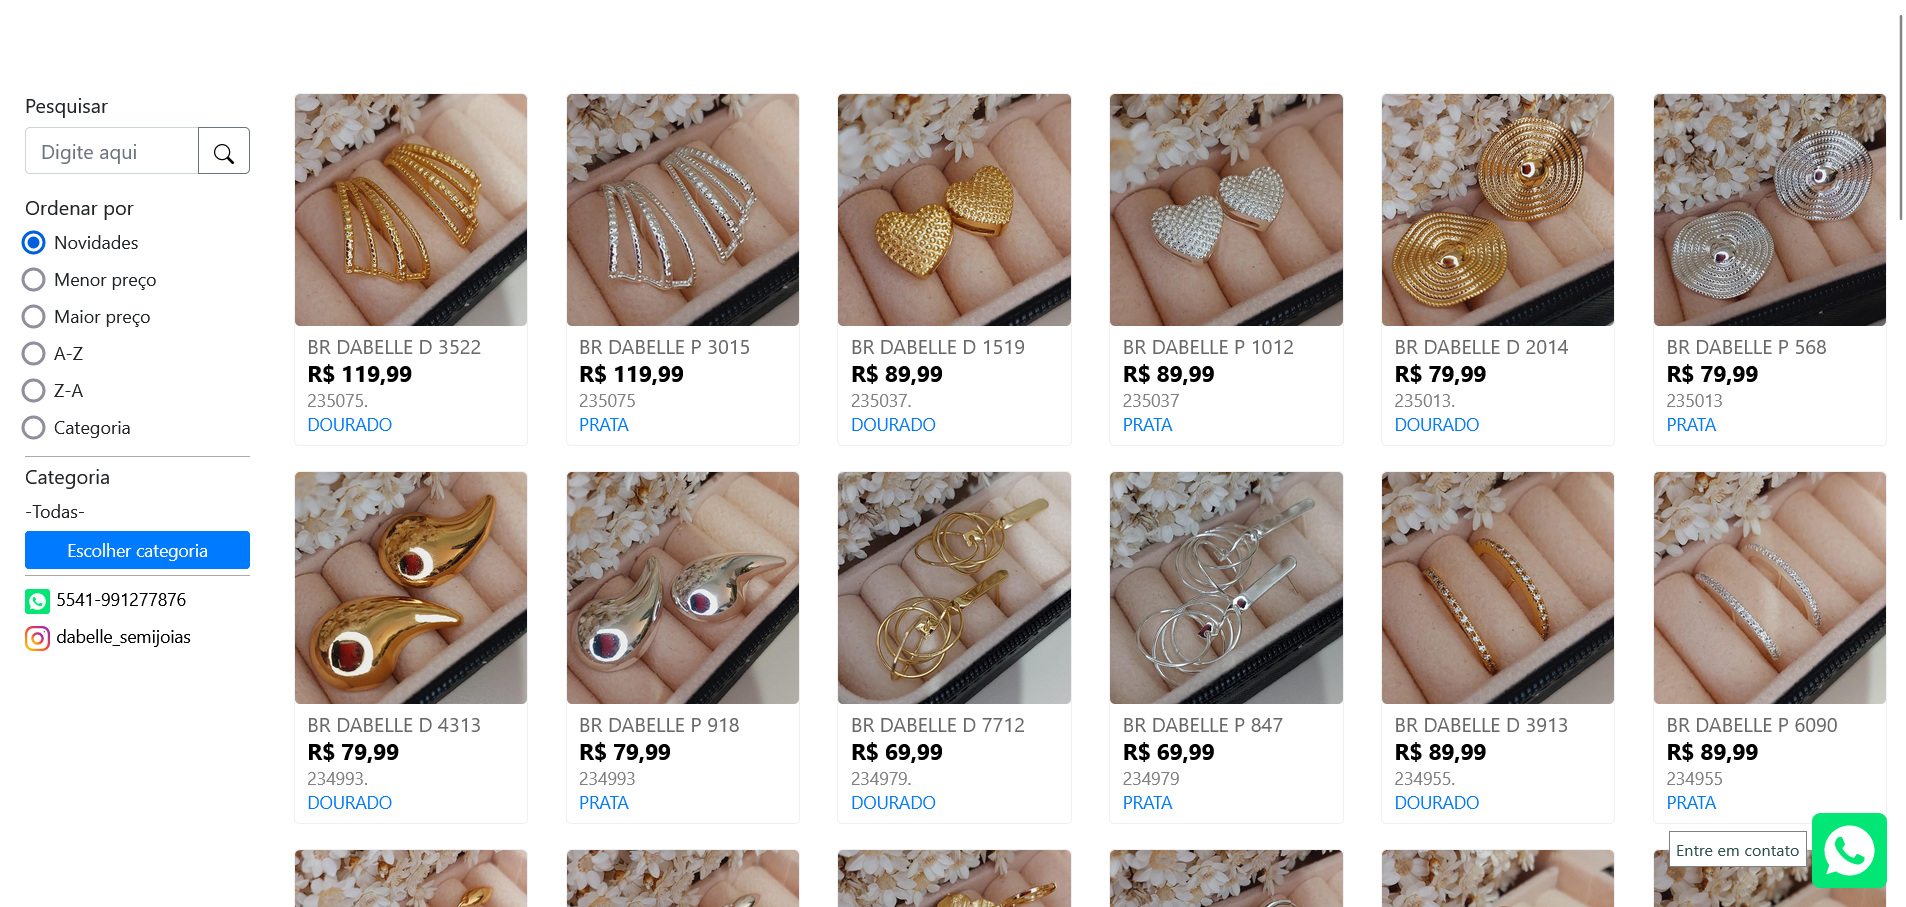 Pesquisar
Digite aqui
Ordenar por
Novidades
Menor preço
Maior preço
A-Z
Z-A
Categoria
Categoria
-Todas-
Escolher categoria
5541-991277876
dabelle_semijoias
BR DABELLE D 3522
R$ 119,99
235075.
DOURADO
BR DABELLE P 3015
R$ 119,99
235075
PRATA
BR DABELLE D 1519
R$ 89,99
235037.
DOURADO
BR DABELLE P 1012
R$ 89,99
235037
PRATA
BR DABELLE D 2014
R$ 79,99
235013.
DOURADO
BR DABELLE P 568
R$ 79,99
235013
PRATA
BR DABELLE D 4313
R$ 79,99
234993.
DOURADO
BR DABELLE P 918
R$ 79,99
234993
PRATA
BR DABELLE D 7712
R$ 69,99
234979.
DOURADO
BR DABELLE P 847
R$ 69,99
234979
PRATA
BR DABELLE D 3913
R$ 89,99
234955.
DOURADO
BR DABELLE P 6090
R$ 89,99
234955
PRATA
Entre em contato